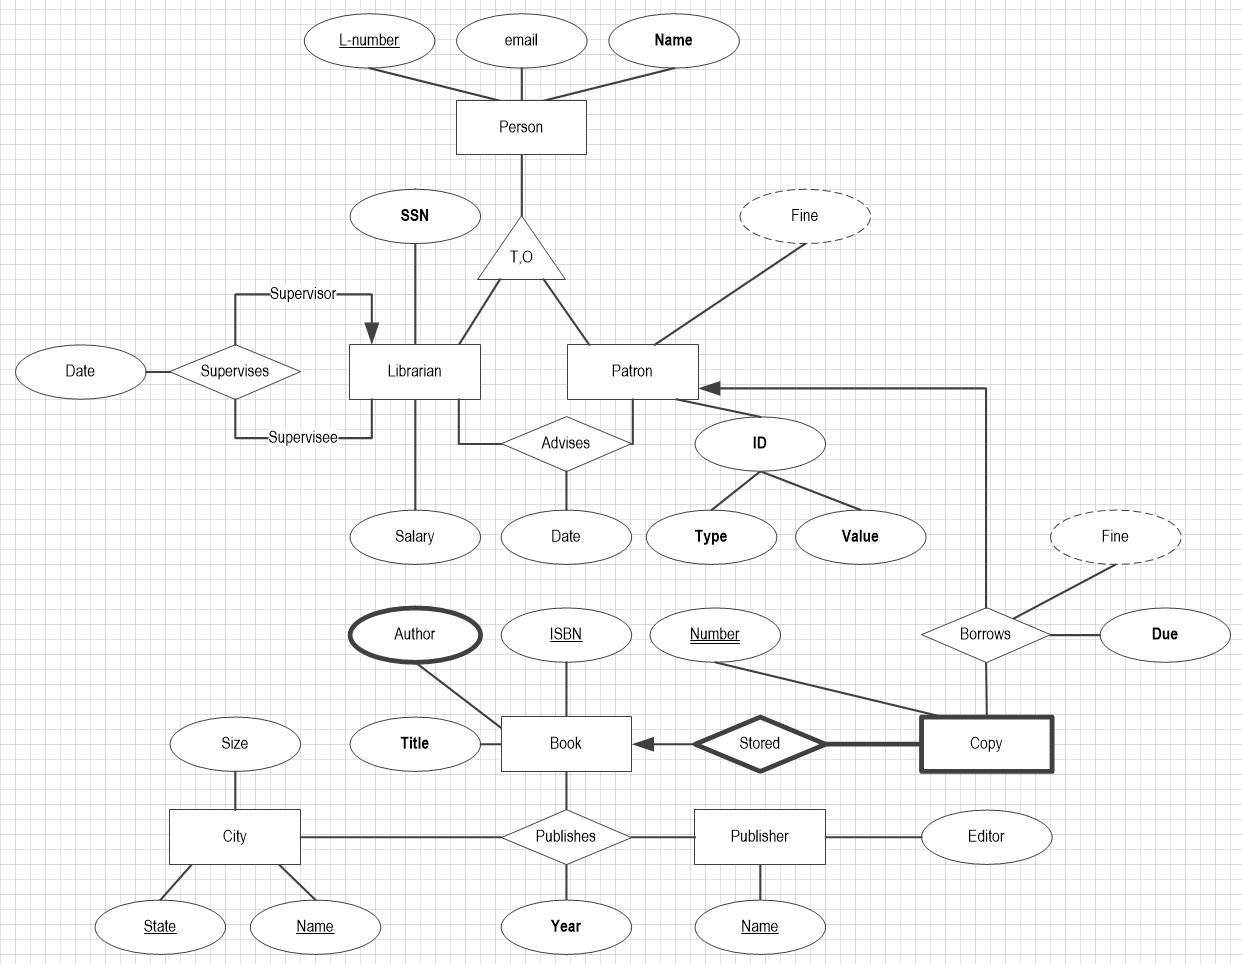 L-number
email
Name
Person
SSN
Fine
T,O
Supervisor
Date
Supervises
Librarian
Patron
Supervisee
Advises
ID
Salary
Date
Type
Value
Fine
Author
ISBN
Number
Borrows
Due
Size
Title
Book
Stored
Copy
City
Publishes
Publisher
Editor
State
Name
Year
Name